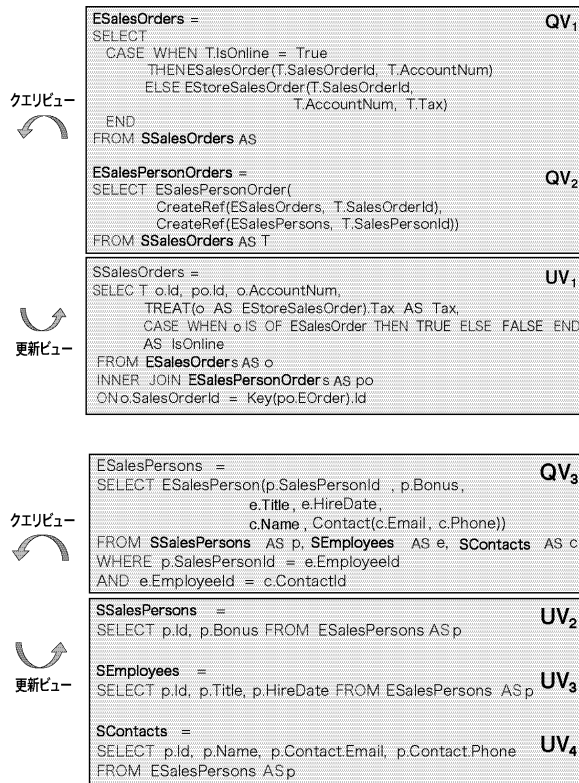 ESalesOrders = QV1
SELECT
CASE WHEN T.IsOnline = True
THENESalesOrder(T.SalesOrderId, T.AccountNum)
ELSE EStoreSalesOrder(T.SalesOrderId,
T.AccountNum, T.Tax)
END
FROM SSalesOrders AS
クエリビュー
ESalesPersonOrders = QV2
SELECT ESalesPersonOrder(
CreateRef(ESalesOrders, T.SalesOrderId),
CreateRef(ESalesPersons, T.SalesPersonId))
FROM SSalesOrders AS T
SSalesOrders = UV1
SELEC T o.Id, po.Id, o.AccountNum,
TREAT(o AS EStoreSalesOrder).Tax AS Tax,
CASE WHEN o IS OF ESalesOrder THEN TRUE ELSE FALSE END
AS IsOnline
FROM ESalesOrders AS o
INNER JOIN ESalesPersonOrders AS po
ONo.SalesOrderId = Key(po.EOrder).Id
更新ビュー
ESalesPersons = QV3
SELECT ESalesPerson(p.SalesPersonId , p.Bonus,
e.Title, e.HireDate,
c.Name, Contact(c.Email, c.Phone))
FROM SSalesPersons AS p, SEmployees AS e, SContacts AS c
WHERE p.SalesPersonId = e.EmployeeId
AND e.EmployeeId = c.ContactId
クエリビュー
SSalesPersons = UV2
SELECT p.Id, p.Bonus FROM ESalesPersons ASp
SEmployees = UV3
SELECT p.Id, p.Title, p.HireDate FROM ESalesPersons ASp
SContacts = UV4
SELECT p.Id, p.Name, p.Contact.Email, p.Contact.Phone
FROM ESalesPersons ASp
更新ビュー